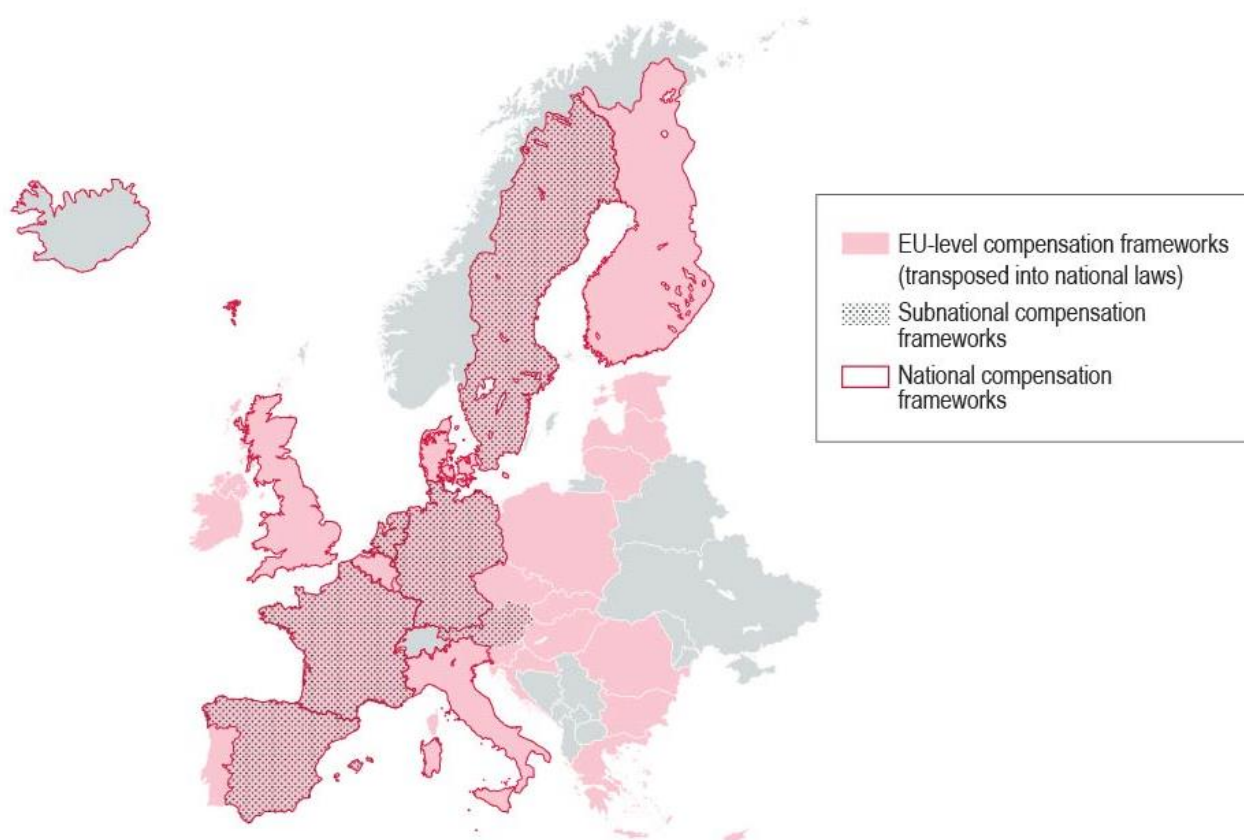 EU-level compensation frameworks
(transposed into national laws)
Subnational compensation
frameworks
National compensation
frameworks